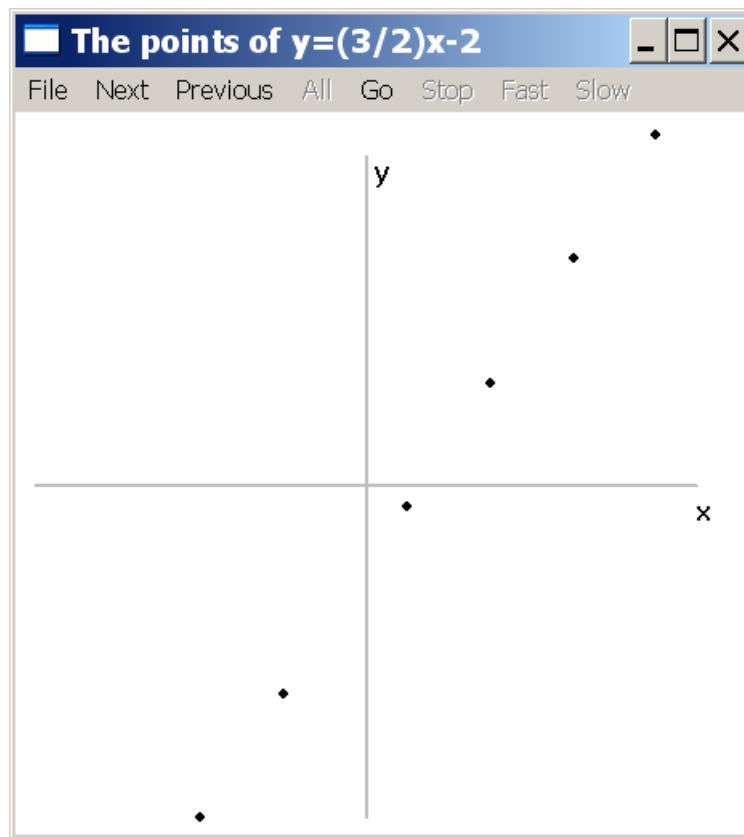 The points of y=(3/2)x-2
File Next Previous All Go Stop Fast Slow
y
x